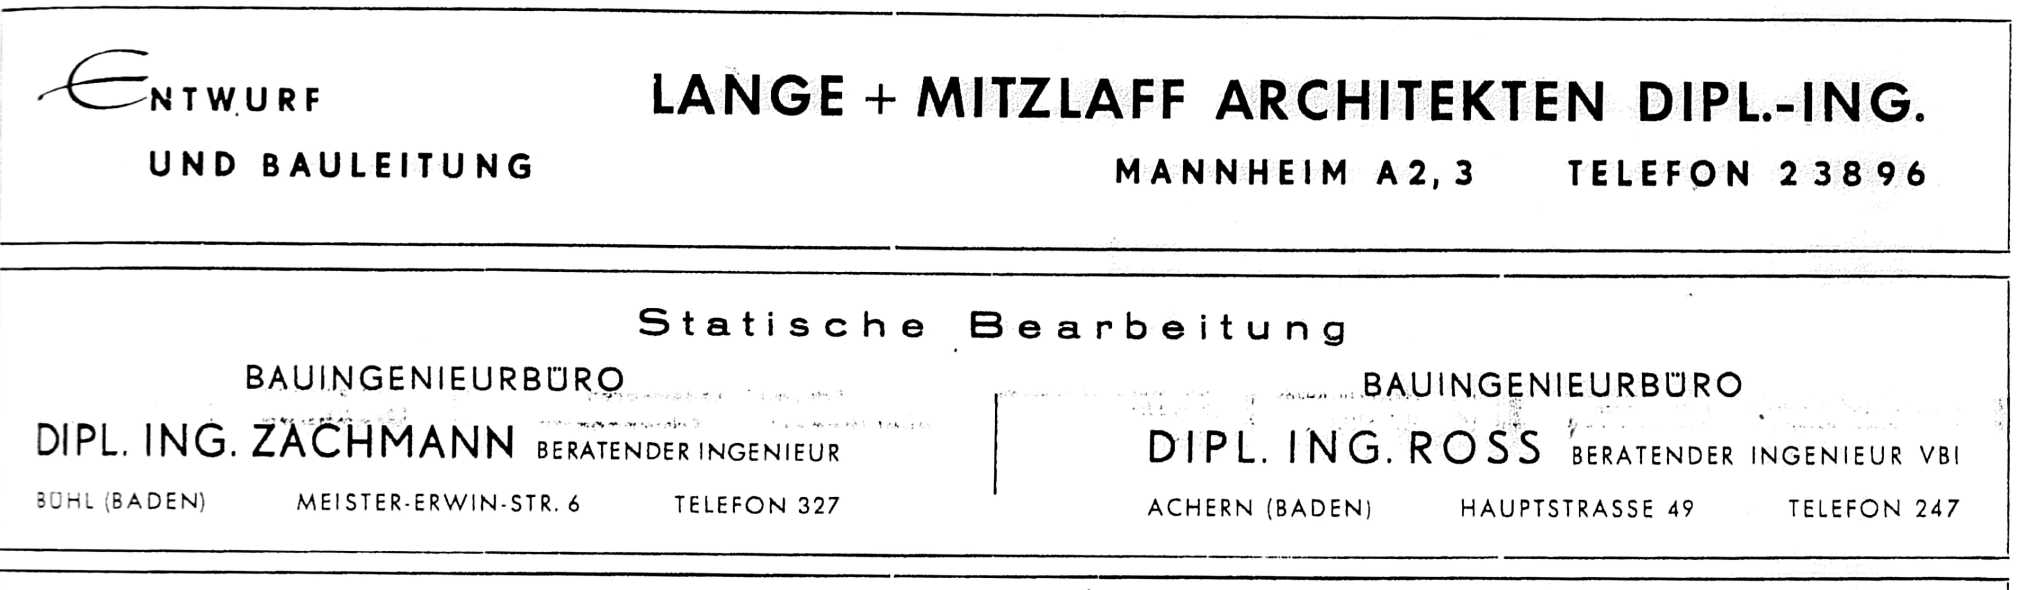 ENTWURF
UND BAULEITUNG
LANGE + MITZLAFF ARCHITEKTEN DIPL.-ING.
MANNHEIM A2, 3 TELEFON 23896
Statische Bearbeitung
BAUINGENIEURBÜRO
DIPL. ING. ZACHMANN BERATENDER INGENIEUR
BÜHL (BADEN) MEISTER-ERWIN-STR. 6 TELEFON 327
BAUINGENIEURBÜRO
DIPL. ING. ROSS BERATENDER INGENIEUR VBI
ACHERN (BADEN) HAUPTSTRASSE 49 TELEFON 247